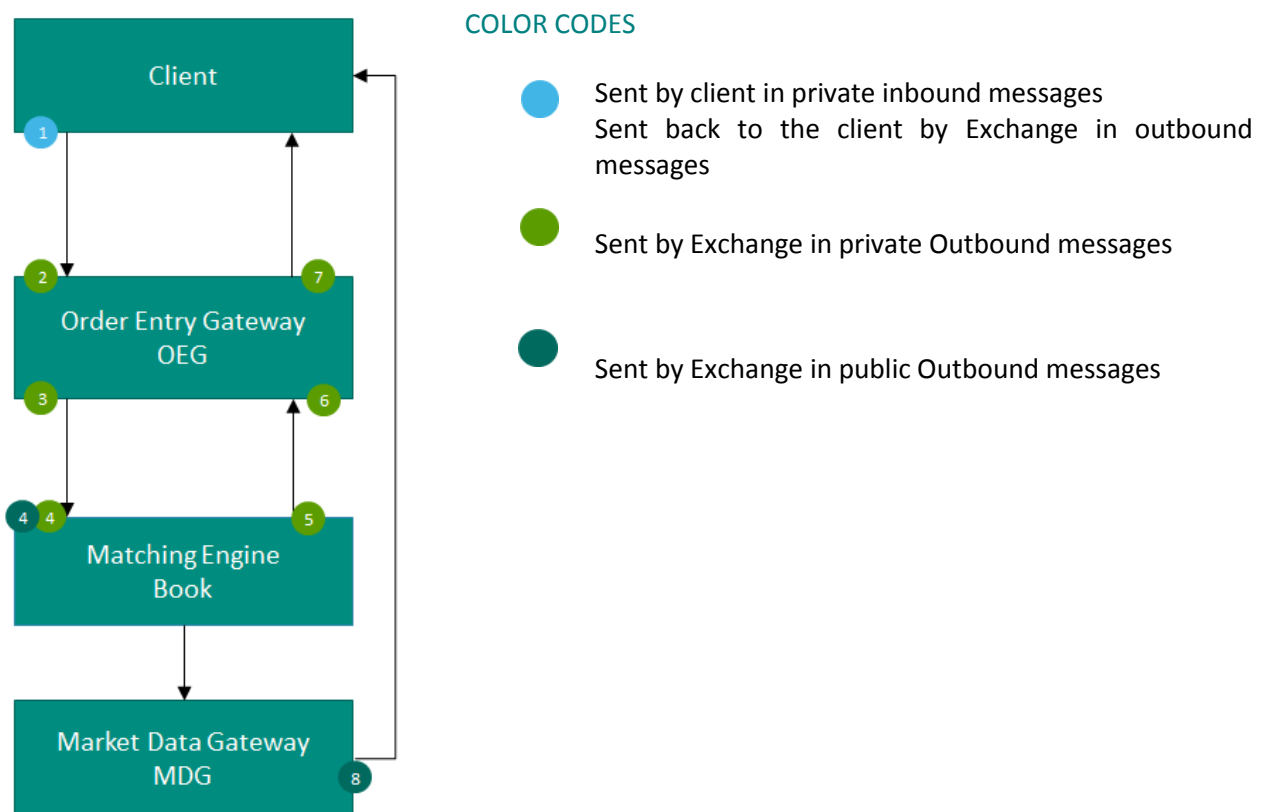 COLOR CODES
Client
1
Sent by client in private inbound messages
Sent back to the client by Exchange in outbound
messages
Sent by Exchange in private Outbound messages
2
7
Order Entry Gateway
OEG
Sent by Exchange in public Outbound messages
3
6
4
4
5
Matching Engine
Book
Market Data Gateway
MDG
8